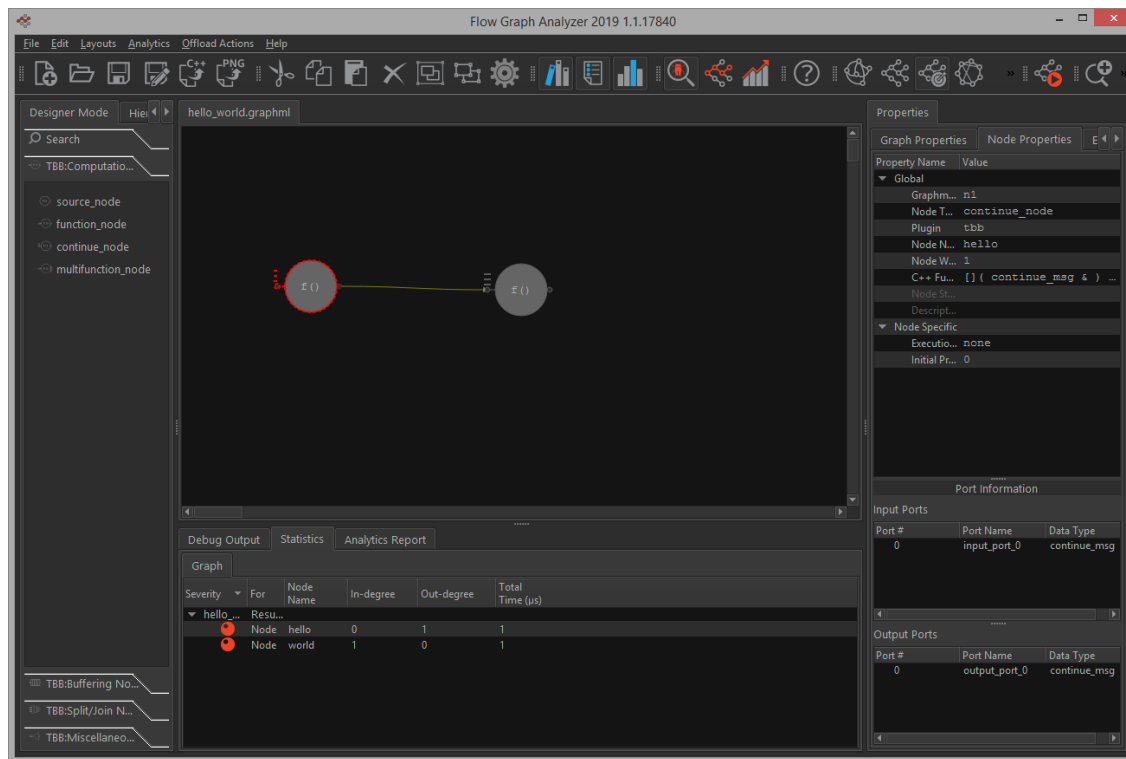 Flow Graph Analyzer 2019 1.1.17840
File Edit Layouts Analytics Offload Actions Help
C++ PNG
Designer Mode Hie
hello_world.graphml
Properties
Search
Graph Properties Node Properties E
TBB:Computatio...
Property Name Value
Global
source_node
Graphm... n1
function_node
Node T... continue_node
continue_node
Plugin tbb
multifunction_node
Node N... hello
Node W... 1
C++ Fu... []( continue_msg & ) ...
Node St...
Descript...
Node Specific
Executio... none
Initial Pr... 0
f() f()
Port Information
Input Ports
Port # Port Name Data Type
0 input_port_0 continue_msg
Output Ports
Port # Port Name Data Type
0 output_port_0 continue_msg
Debug Output Statistics Analytics Report
Graph
Severity For Node Name In-degree Out-degree Total Time (µs)
hello_... Resu...
Node hello 0 1 1
Node world 1 0 1
TBB:Buffering No...
TBB:Split/Join N...
TBB:Miscellaneo...